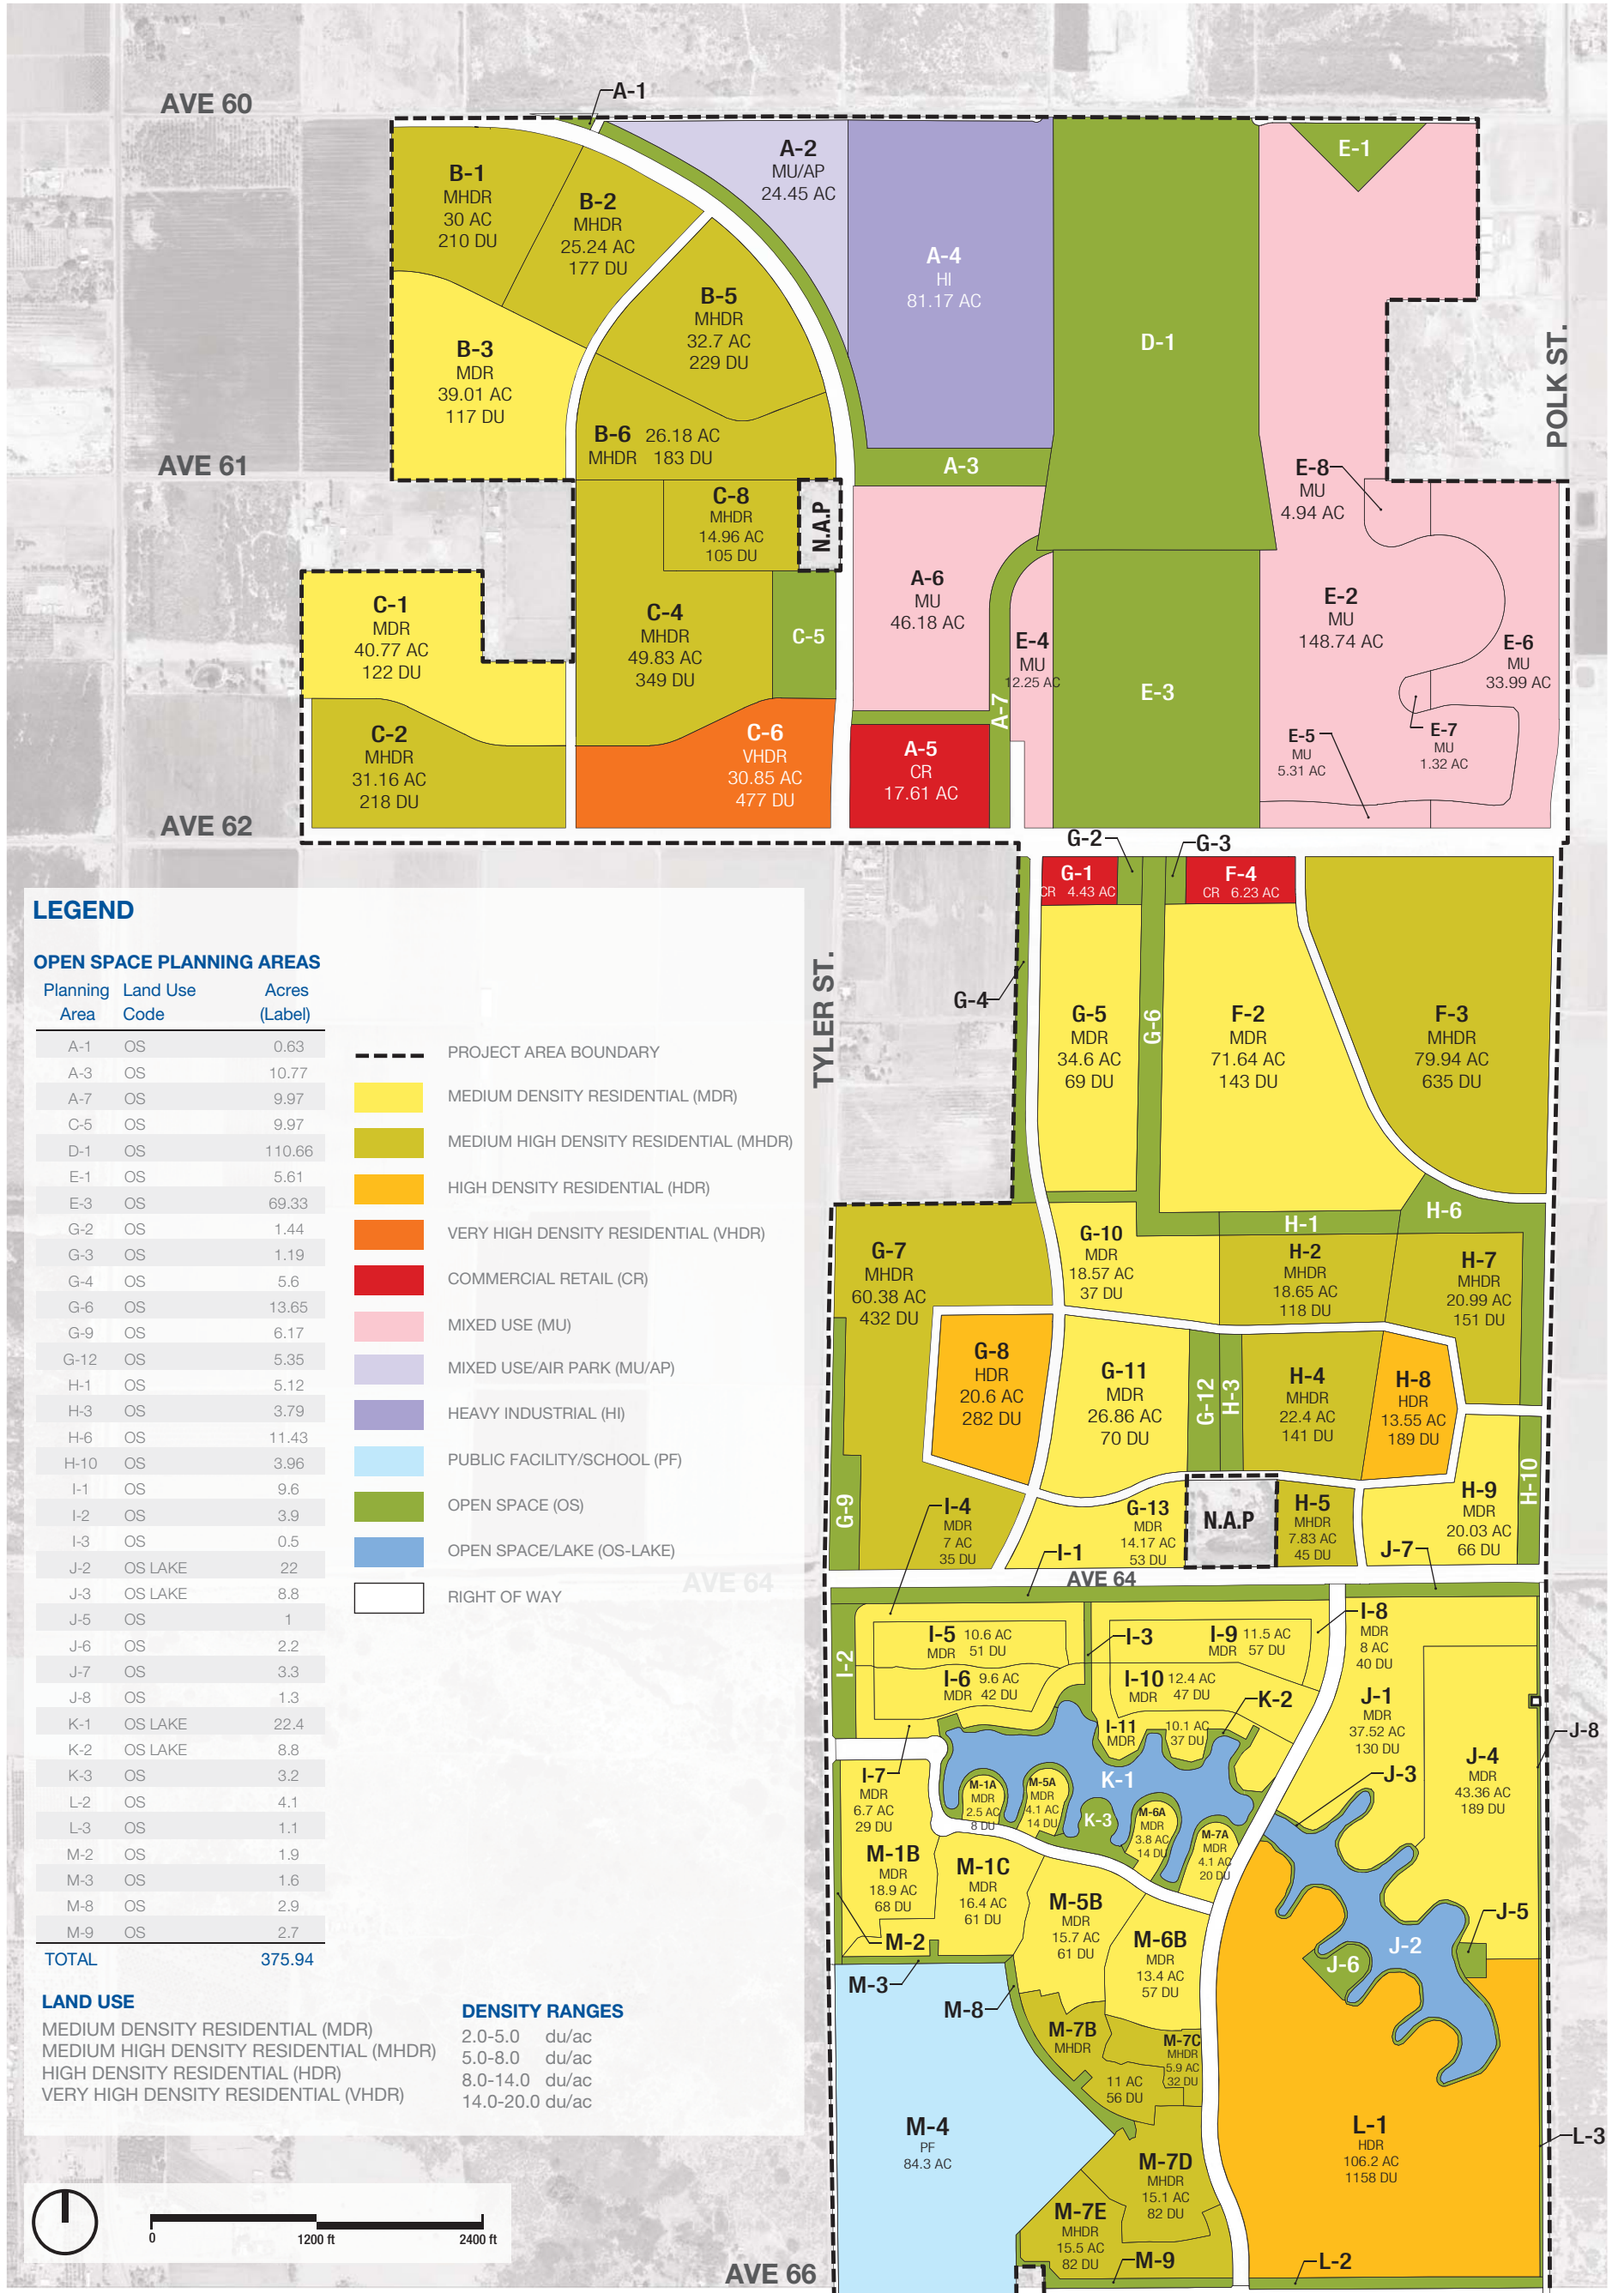 AVE 60
A-1
B-1
MHDR
30 AC
210 DU
B-2
MHDR
25.24 AC
177 DU
A-2
MU/AP
24.45 AC
A-4
HI
81.17 AC
E-1
B-5
MHDR
32.7 AC
229 DU
B-3
MDR
39.01 AC
117 DU
D-1
POLK ST.
B-6 26.18 AC
MHDR 183 DU
AVE 61
A-3
E-8
MU
4.94 AC
C-8
MHDR
14.96 AC
105 DU
N.A.P
C-1
MDR
40.77 AC
122 DU
C-4
MHDR
49.83 AC
349 DU
C-5
A-6
MU
46.18 AC
E-4
MU
12.25 AC
E-2
MU
148.74 AC
E-6
MU
33.99 AC
E-3
A-7
C-2
MHDR
31.16 AC
218 DU
C-6
VHDR
30.85 AC
477 DU
A-5
CR
17.61 AC
E-5
MU
5.31 AC
E-7
MU
1.32 AC
AVE 62
G-2
G-3
G-1
CR 4.43 AC
F-4
CR 6.23 AC
TYLER ST.
G-4
G-5
MDR
34.6 AC
69 DU
G-6
F-2
MDR
71.64 AC
143 DU
F-3
MHDR
79.94 AC
635 DU
H-1
H-6
G-7
MHDR
60.38 AC
432 DU
G-10
MDR
18.57 AC
37 DU
H-2
MHDR
18.65 AC
118 DU
H-7
MHDR
20.99 AC
151 DU
G-8
HDR
20.6 AC
282 DU
G-11
MDR
26.86 AC
70 DU
G-12
H-3
H-4
MHDR
22.4 AC
141 DU
H-8
HDR
13.55 AC
189 DU
G-9
I-4
MDR
7 AC
35 DU
G-13
MDR
14.17 AC
53 DU
N.A.P
H-5
MHDR
7.83 AC
45 DU
H-9
MDR
20.03 AC
66 DU
H-10
I-1
J-7
AVE 64
AVE 64
I-2
I-5 10.6 AC
MDR 51 DU
I-3
I-9 11.5 AC
MDR 57 DU
I-8
MDR
8 AC
40 DU
I-6 9.6 AC
MDR 42 DU
I-10 12.4 AC
MDR 47 DU
K-2
J-1
MDR
37.52 AC
130 DU
I-11
MDR
10.1 AC
37 DU
J-8
J-4
MDR
43.36 AC
189 DU
I-7
MDR
6.7 AC
29 DU
K-1
J-3
M-1A
MDR
2.5 AC
8 DU
M-5A
MDR
4.1 AC
14 DU
K-3
M-6A
MDR
3.8 AC
14 DU
M-7A
MDR
4.1 AC
20 DU
M-1B
MDR
18.9 AC
68 DU
M-1C
MDR
16.4 AC
61 DU
M-5B
MDR
15.7 AC
61 DU
M-6B
MDR
13.4 AC
57 DU
J-5
J-2
J-6
M-2
M-3
M-8
M-7B
MHDR
11 AC
56 DU
M-7C
MHDR
5.9 AC
32 DU
M-4
PF
84.3 AC
L-1
HDR
106.2 AC
1158 DU
L-3
M-7D
MHDR
15.1 AC
82 DU
M-7E
MHDR
15.5 AC
82 DU
M-9
L-2
AVE 66
LEGEND
OPEN SPACE PLANNING AREAS
Planning Land Use Acres
Area Code (Label)
A-1 OS 0.63
A-3 OS 10.77
A-7 OS 9.97
C-5 OS 9.97
D-1 OS 110.66
E-1 OS 5.61
E-3 OS 69.33
G-2 OS 1.44
G-3 OS 1.19
G-4 OS 5.6
G-6 OS 13.65
G-9 OS 6.17
G-12 OS 5.35
H-1 OS 5.12
H-3 OS 3.79
H-6 OS 11.43
H-10 OS 3.96
I-1 OS 9.6
I-2 OS 3.9
I-3 OS 0.5
J-2 OS LAKE 22
J-3 OS LAKE 8.8
J-5 OS 1
J-6 OS 2.2
J-7 OS 3.3
J-8 OS 1.3
K-1 OS LAKE 22.4
K-2 OS LAKE 8.8
K-3 OS 3.2
L-2 OS 4.1
L-3 OS 1.1
M-2 OS 1.9
M-3 OS 1.6
M-8 OS 2.9
M-9 OS 2.7
TOTAL 375.94
PROJECT AREA BOUNDARY
MEDIUM DENSITY RESIDENTIAL (MDR)
MEDIUM HIGH DENSITY RESIDENTIAL (MHDR)
HIGH DENSITY RESIDENTIAL (HDR)
VERY HIGH DENSITY RESIDENTIAL (VHDR)
COMMERCIAL RETAIL (CR)
MIXED USE (MU)
MIXED USE/AIR PARK (MU/AP)
HEAVY INDUSTRIAL (HI)
PUBLIC FACILITY/SCHOOL (PF)
OPEN SPACE (OS)
OPEN SPACE/LAKE (OS-LAKE)
RIGHT OF WAY
LAND USE DENSITY RANGES
MEDIUM DENSITY RESIDENTIAL (MDR) 2.0-5.0 du/ac
MEDIUM HIGH DENSITY RESIDENTIAL (MHDR) 5.0-8.0 du/ac
HIGH DENSITY RESIDENTIAL (HDR) 8.0-14.0 du/ac
VERY HIGH DENSITY RESIDENTIAL (VHDR) 14.0-20.0 du/ac
0 1200 ft 2400 ft